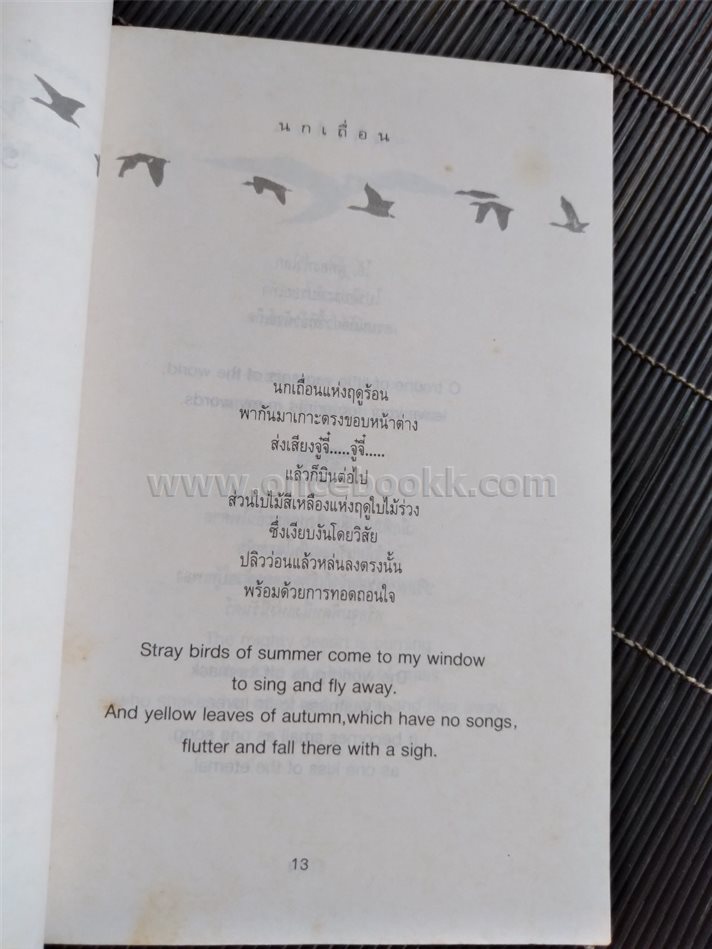 นกเถื่อน
นกเถื่อนแห่งฤดูร้อน
พากันมาเกาะตรงขอบหน้าต่าง
ส่งเสียงจู๋จี๋.....จู๋จี๋.....
แล้วก็บินต่อไป
www.oncebookk.com
ส่วนใบไม้สีเหลืองแห่งฤดูใบไม้ร่วง
ซึ่งเงียบงันโดยวิสัย
ปลิวว่อนแล้วหล่นลงตรงนั้น
พร้อมด้วยการทอดถอนใจ
Stray birds of summer come to my window
to sing and fly away.
And yellow leaves of autumn,which have no songs,
flutter and fall there with a sigh.
13